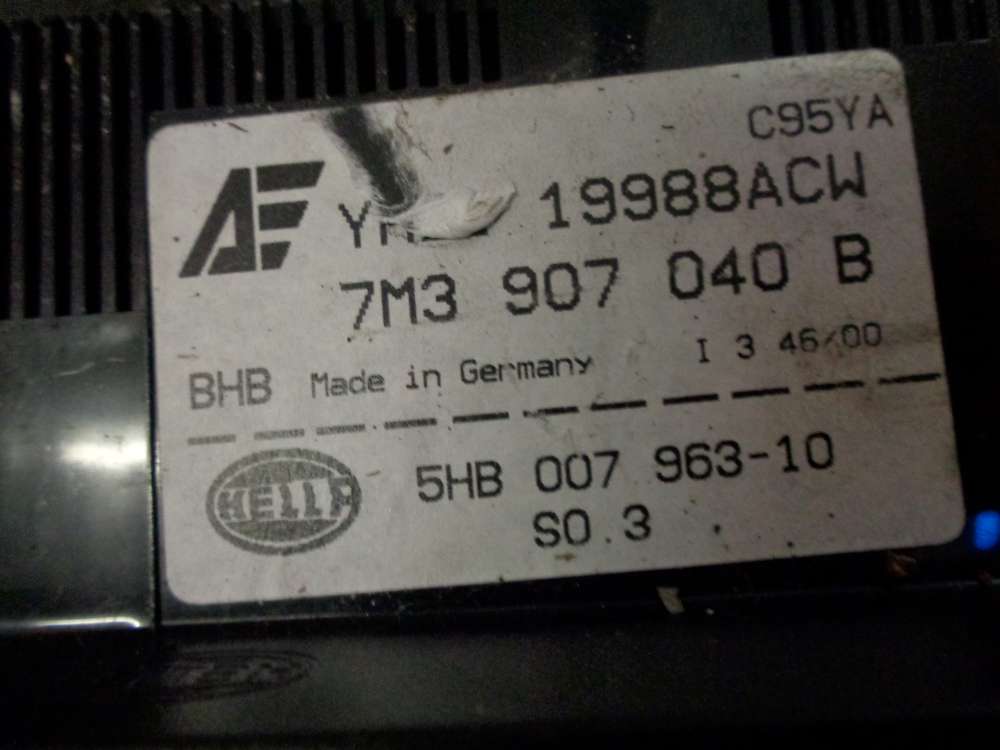 C95YA
AF
19988ACW
7M3 907 040 B
I 3 46/00
BHB Made in Germany
HELLA
5HB 007 963-10
S0.3